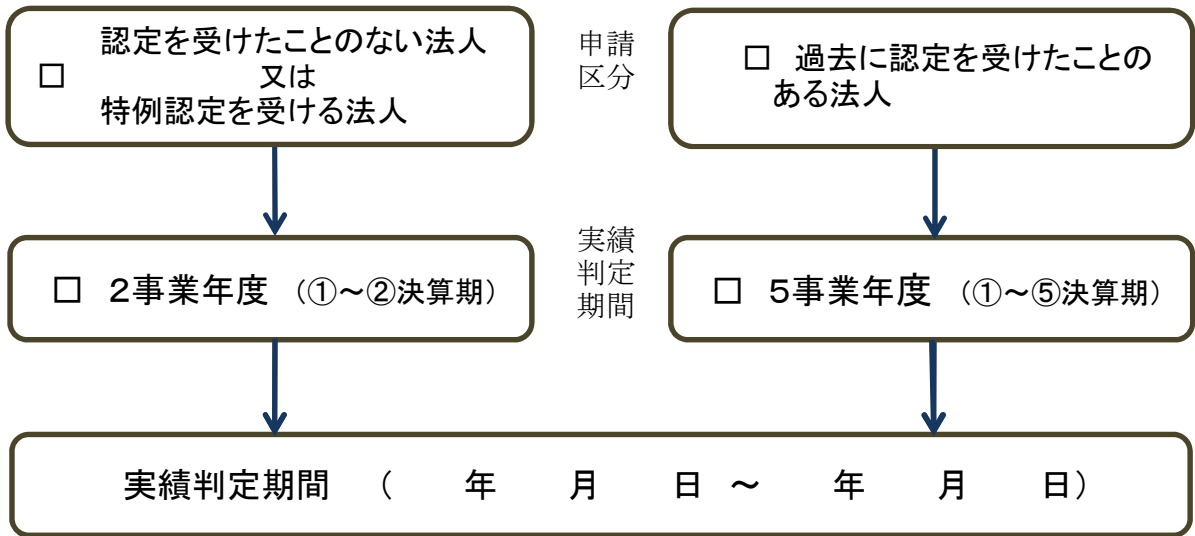 認定を受けたことのない法人
□ 又は
特例認定を受ける法人
申請
区分
□ 過去に認定を受けたことの
ある法人
□ 2事業年度 (①~②決算期)
実績
判定
期間
□ 5事業年度 (①~⑤決算期)
実績判定期間 ( 年 月 日 ~ 年 月 日)